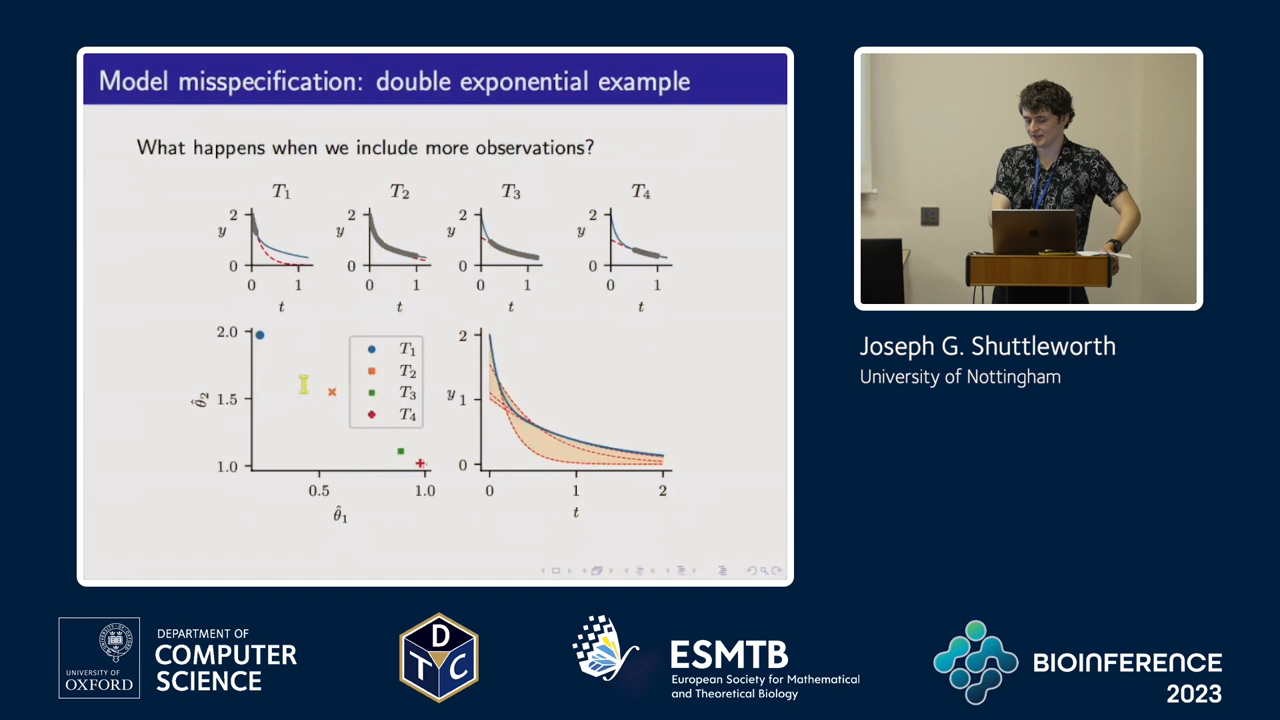 Model misspecification: double exponential example
What happens when we include more observations?
T1 T2 T3 T4
2 2 2 2
y y y y
0 0 0 0
0 1 0 1 0 1 0 1
t t t t
2.0
1.5
1.0
θ̂2
0.5 1.0
θ̂1
T1
T2
T3
T4
2
y 1
0
0 1 2
t
Joseph G. Shuttleworth
University of Nottingham
UNIVERSITY OF
OXFORD
DEPARTMENT OF
COMPUTER
SCIENCE
D
T C
ESMTB
European Society for Mathematical
and Theoretical Biology
BIOINFERENCE
2023